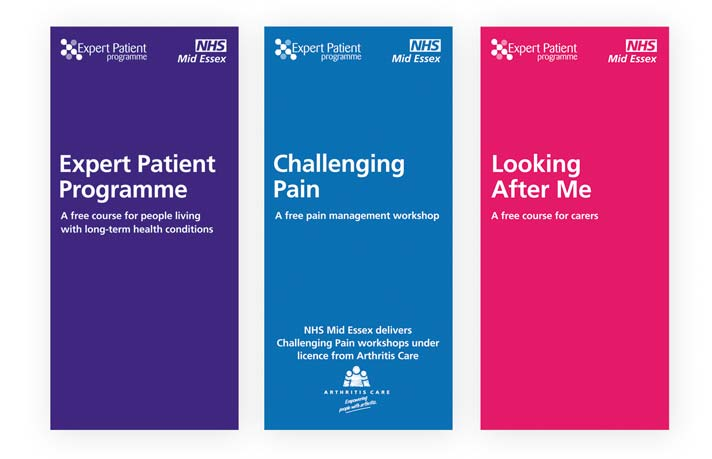 Expert Patient
programme
NHS
Mid Essex
Expert Patient
Programme
A free course for people living
with long-term health conditions
Expert Patient
programme
NHS
Mid Essex
Challenging
Pain
A free pain management workshop
NHS Mid Essex delivers
Challenging Pain workshops under
licence from Arthritis Care
ARTHRITIS CARE
Empowering
people with arthritis.
Expert Patient
programme
NHS
Mid Essex
Looking
After Me
A free course for carers